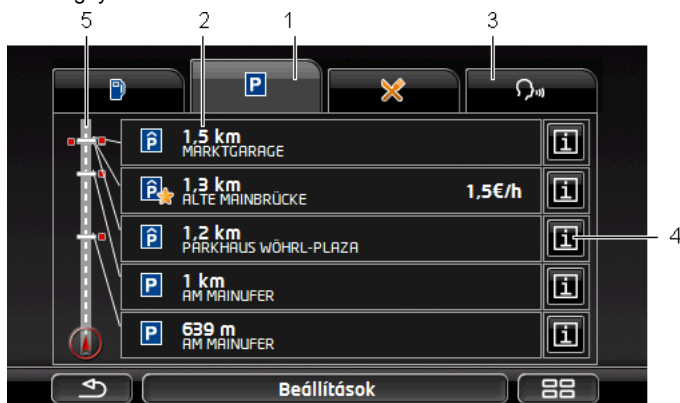 5 2 1 3
P
1,5 km
MARKTGARAGE
1,3 km
ALTE MAINBRÜCKE
1,5€/h
1,2 km
PARKHAUS WÖHRL-PLAZA
4
P 1 km
AM MAINUFER
P 639 m
AM MAINUFER
Beállítások